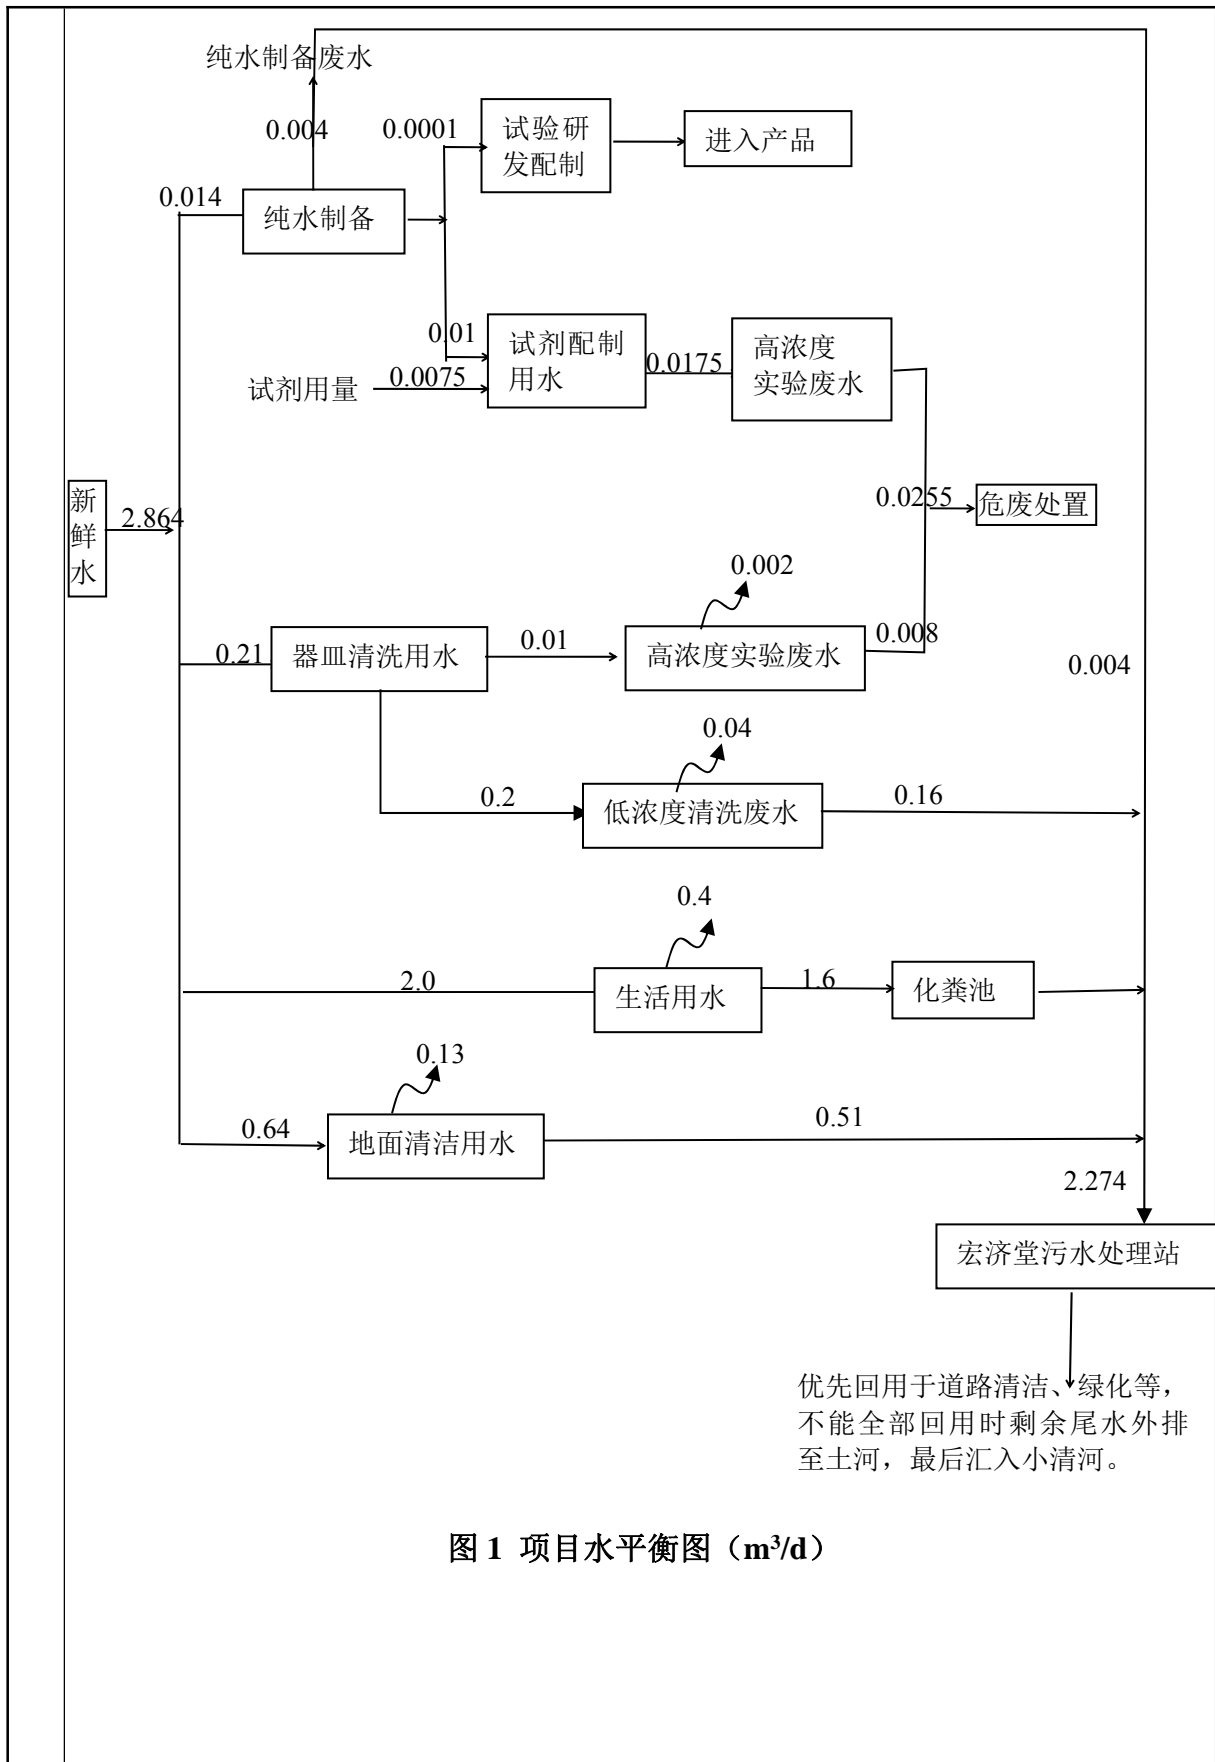 纯水制备废水
0.004
0.0001
试验研
发配制
进入产品
0.014
纯水制备
0.01
试剂配制
用水
0.0175
高浓度
实验废水
试剂用量
0.0075
新
鲜
水
2.864
0.0255
危废处置
0.002
0.21
器皿清洗用水
0.01
高浓度实验废水
0.008
0.004
0.04
0.2
低浓度清洗废水
0.16
0.4
2.0
生活用水
1.6
化粪池
0.13
0.64
地面清洁用水
0.51
2.274
宏济堂污水处理站
优先回用于道路清洁、绿化等，
不能全部回用时剩余尾水外排
至土河，最后汇入小清河。
图 1 项目水平衡图（m³/d）